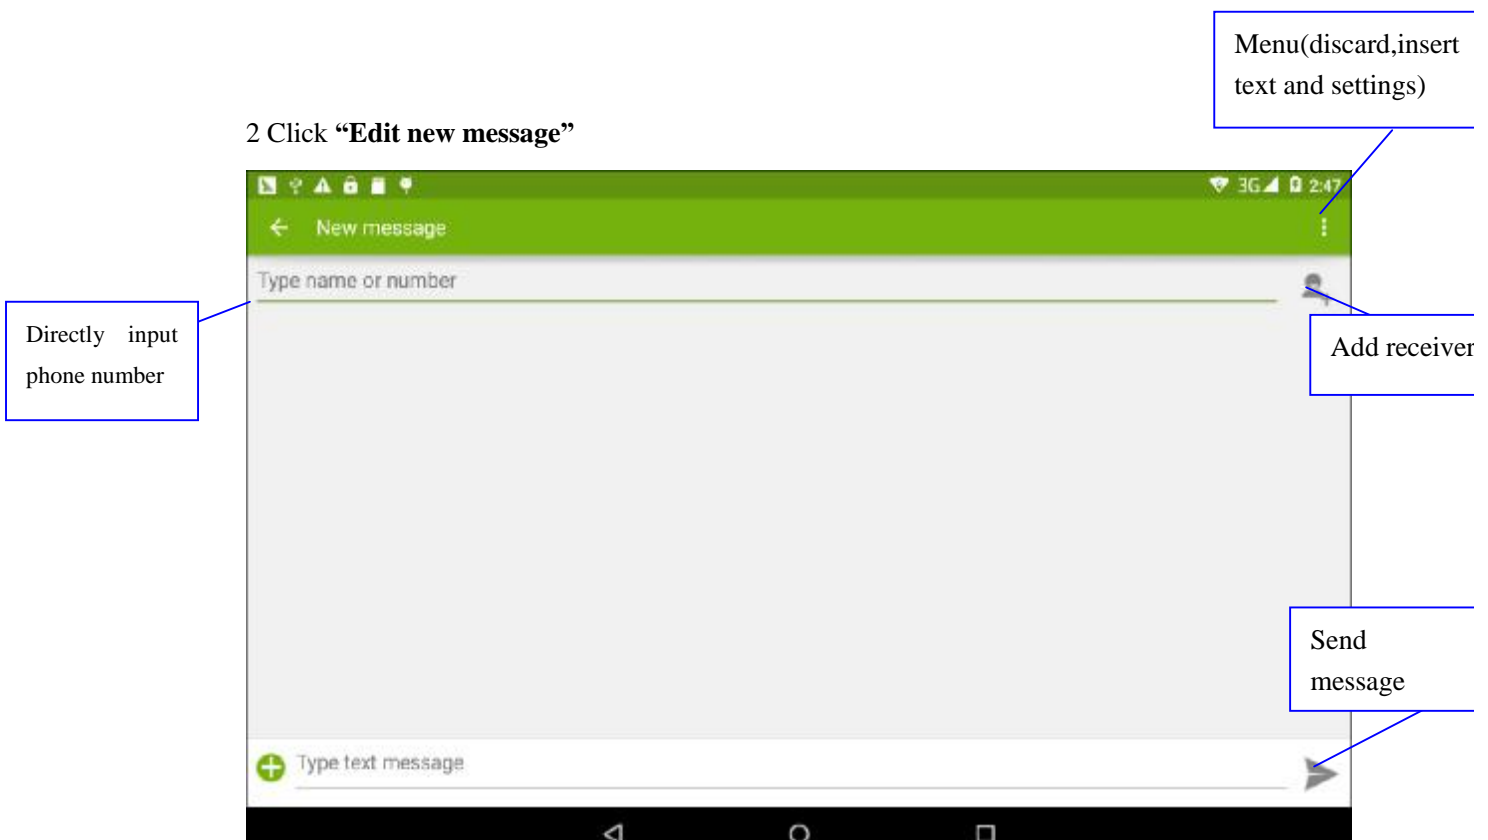 Menu(discard,insert
text and settings)
2 Click “Edit new message”
3G 2:47
New message
Type name or number
Directly input
phone number
Add receiver
Send
message
Type text message